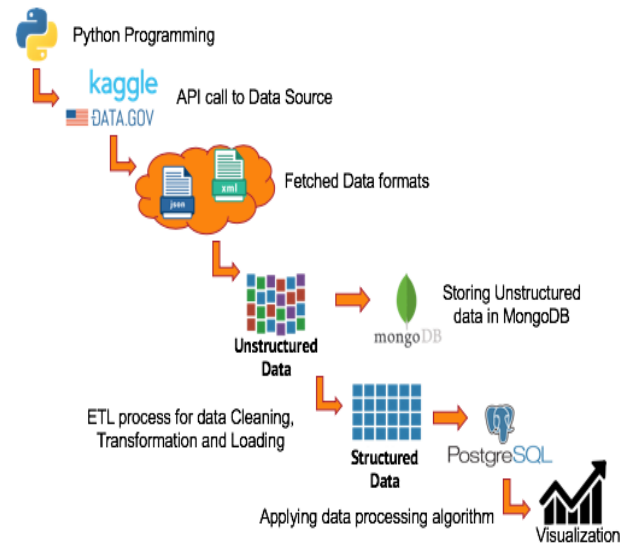 Python Programming
kaggle
API call to Data Source
DATA.GOV
json
xml
Fetched Data formats
Unstructured
Data
mongoDB
Storing Unstructured
data in MongoDB
ETL process for data Cleaning,
Transformation and Loading
Structured
Data
PostgreSQL
Applying data processing algorithm
Visualization